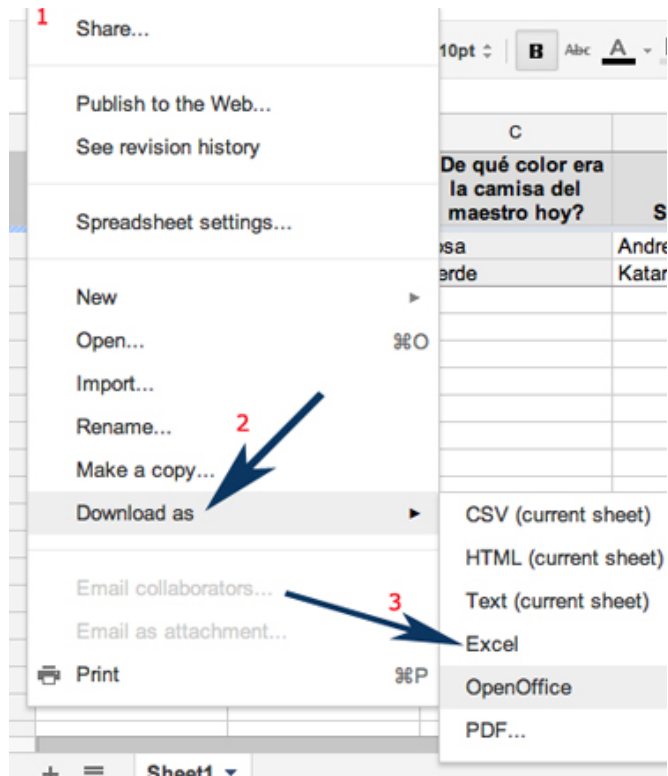 1
Share...
10pt
B
Abc
A
Publish to the Web...
See revision history
C
De qué color era
la camisa del
maestro hoy?
S
Spreadsheet settings...
osa
Andre
erde
Katar
New
Open...
⌘O
Import...
Rename...
2
Make a copy...
Download as
CSV (current sheet)
HTML (current sheet)
Email collaborators...
3
Text (current sheet)
Email as attachment...
Excel
Print
⌘P
OpenOffice
PDF...
Sheet1